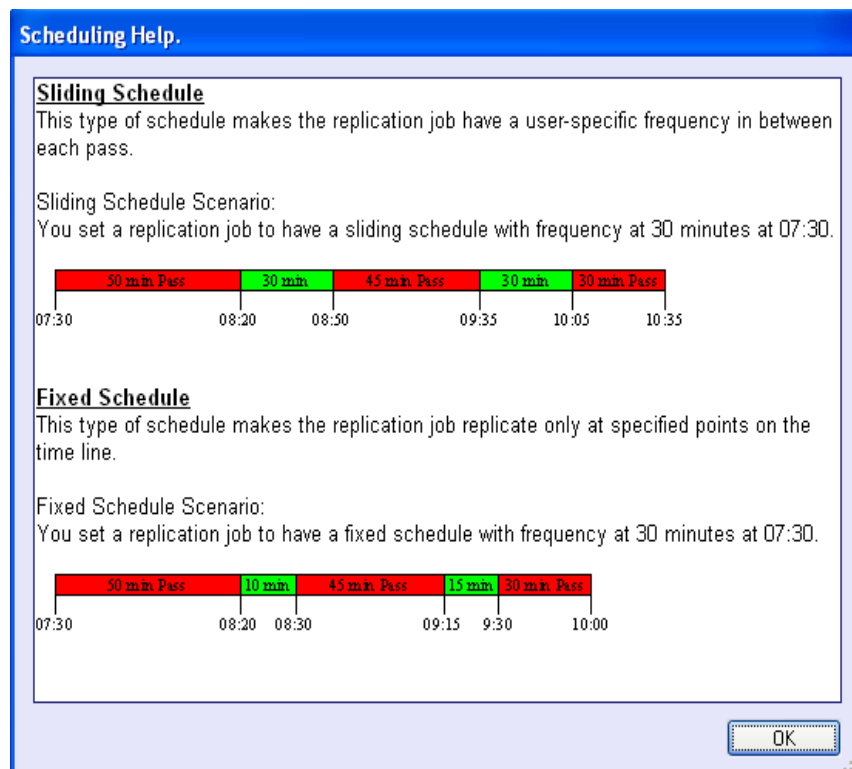 Scheduling Help.
Sliding Schedule
This type of schedule makes the replication job have a user-specific frequency in between
each pass.
Sliding Schedule Scenario:
You set a replication job to have a sliding schedule with frequency at 30 minutes at 07:30.
50 min Pass 30 min 45 min Pass 30 min 30 min Pass
07:30 08:20 08:50 09:35 10:05 10:35
Fixed Schedule
This type of schedule makes the replication job replicate only at specified points on the
time line.
Fixed Schedule Scenario:
You set a replication job to have a fixed schedule with frequency at 30 minutes at 07:30.
50 min Pass 10 min 45 min Pass 15 min 30 min Pass
07:30 08:20 08:30 09:15 9:30 10:00
OK